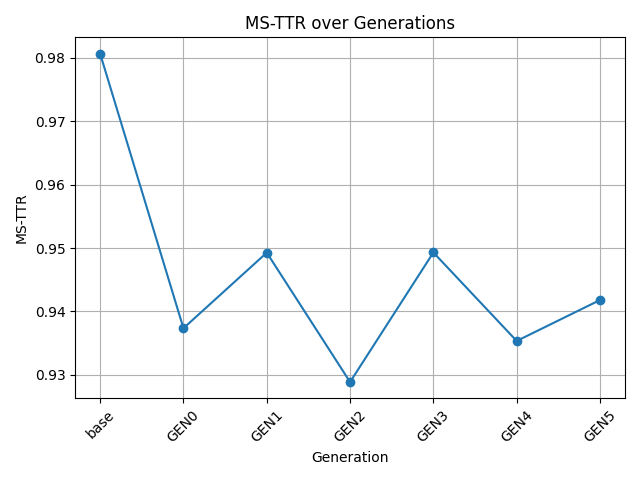 MS-TTR over Generations
MS-TTR
0.98
0.97
0.96
0.95
0.94
0.93
base
GEN0
GEN1
GEN2
GEN3
GEN4
GEN5
Generation